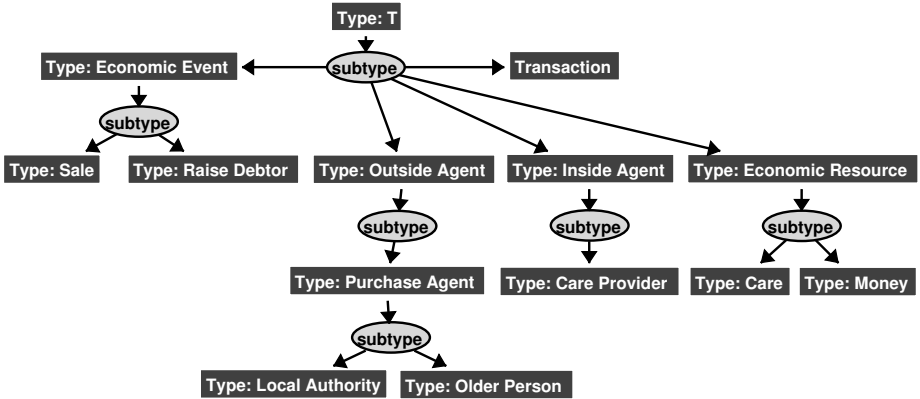 Type: T
Type: Economic Event
subtype
Transaction
subtype
Type: Sale
Type: Raise Debtor
Type: Outside Agent
Type: Inside Agent
Type: Economic Resource
subtype
subtype
subtype
Type: Purchase Agent
Type: Care Provider
Type: Care
Type: Money
subtype
Type: Local Authority
Type: Older Person